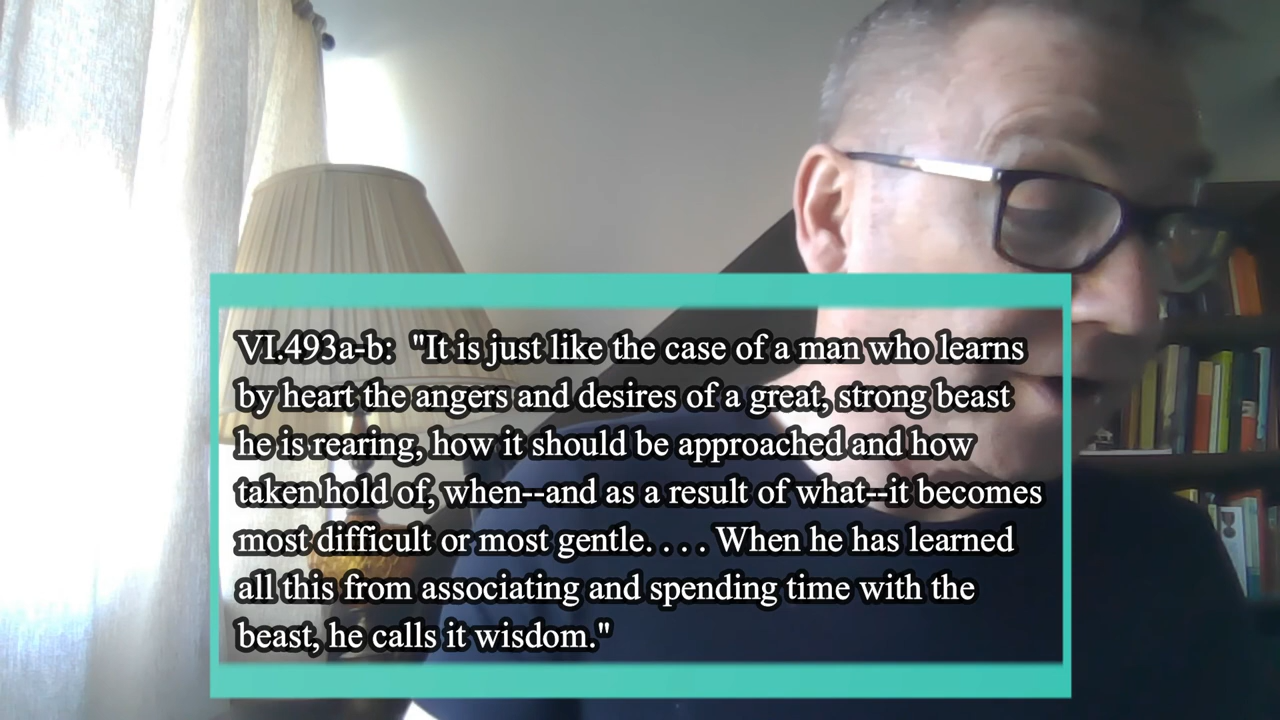 VI.493a-b:  "It is just like the case of a man who learns
by heart the angers and desires of a great, strong beast
he is rearing, how it should be approached and how
taken hold of, when--and as a result of what--it becomes
most difficult or most gentle. . . . When he has learned
all this from associating and spending time with the
beast, he calls it wisdom."